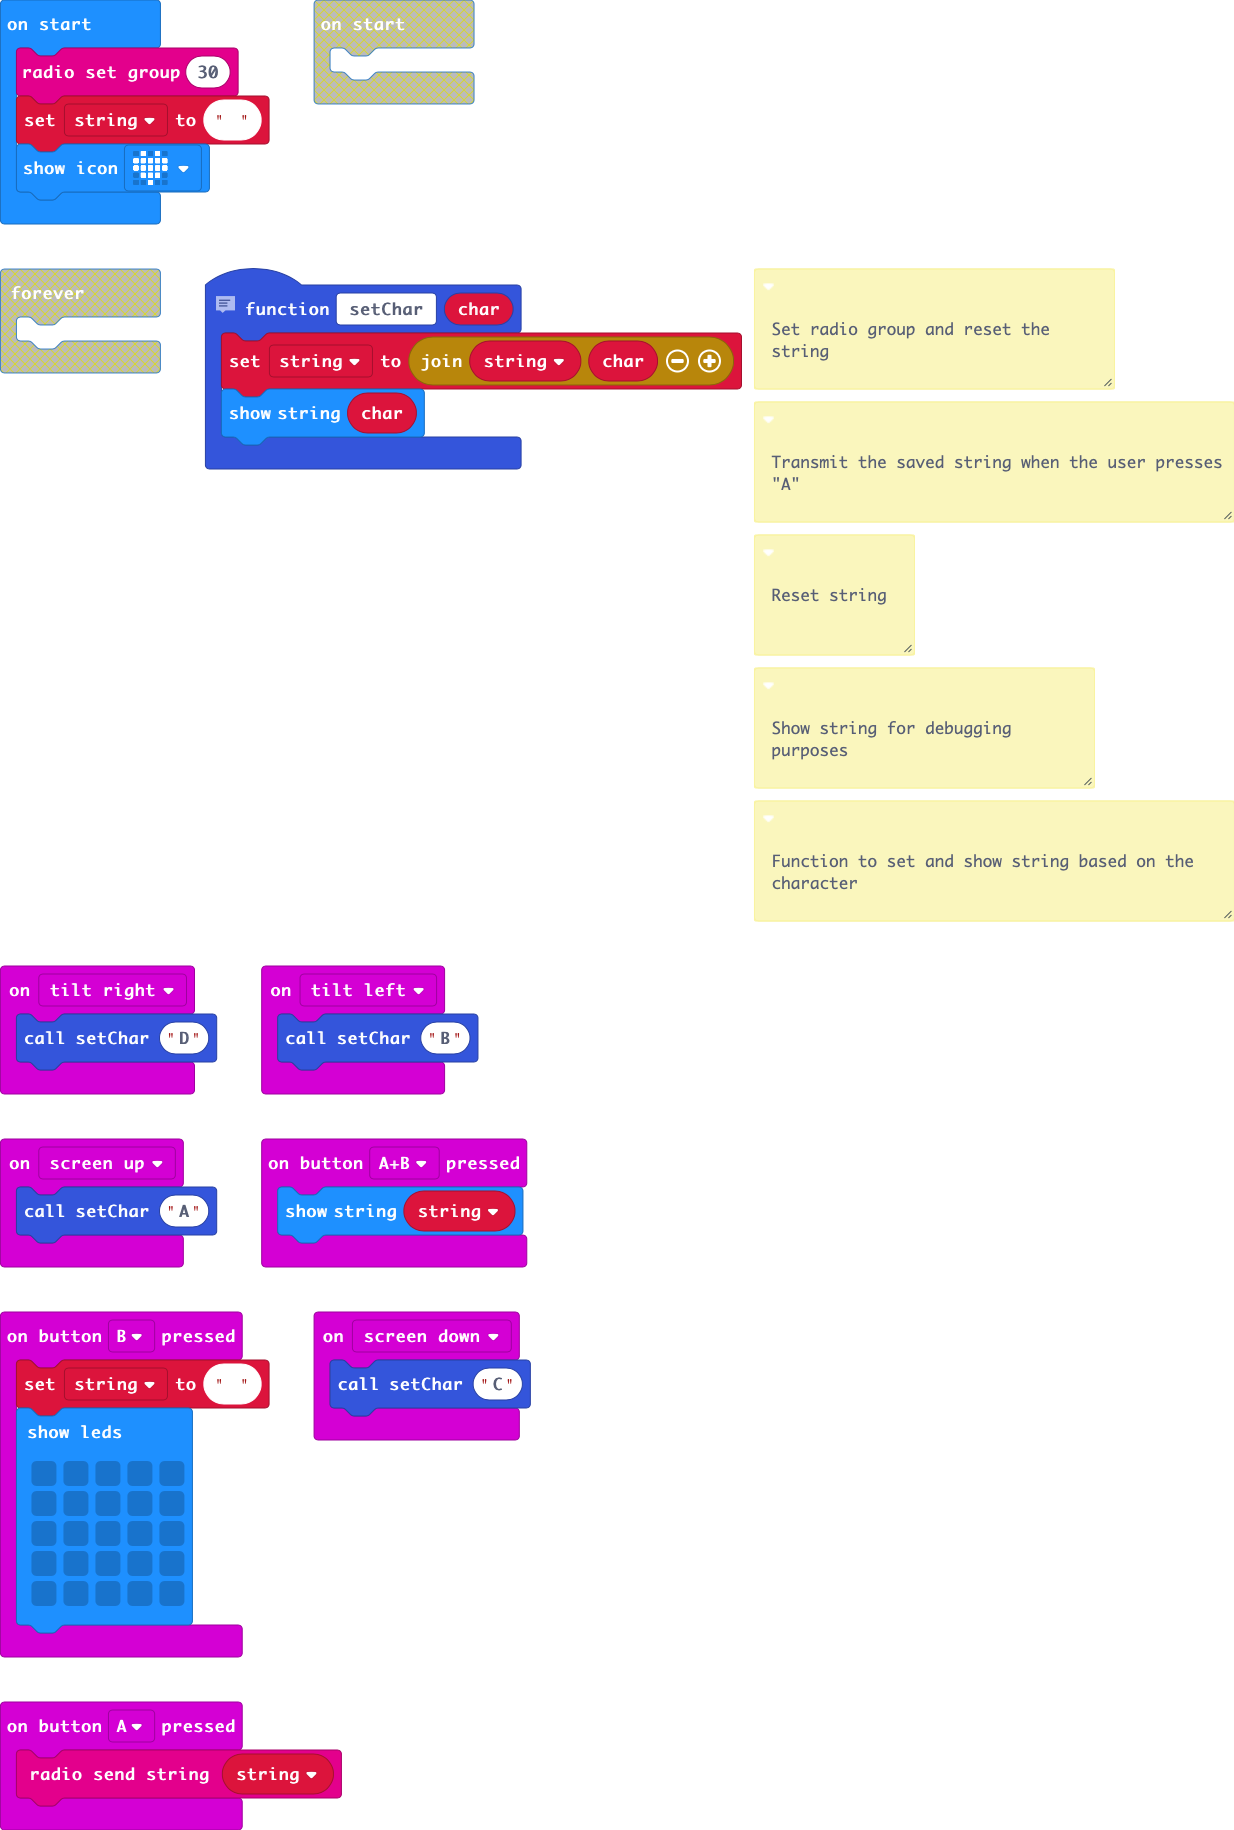 on start
radio set group 30
set string to " "
show icon
on start
forever
function setChar char
set string to join string char
show string char
Set radio group and reset the
string
Transmit the saved string when the user presses
"A"
Reset string
Show string for debugging
purposes
Function to set and show string based on the
character
on tilt right
call setChar "D"
on tilt left
call setChar "B"
on screen up
call setChar "A"
on button A+B pressed
show string string
on button B pressed
set string to " "
show leds
on screen down
call setChar "C"
on button A pressed
radio send string string